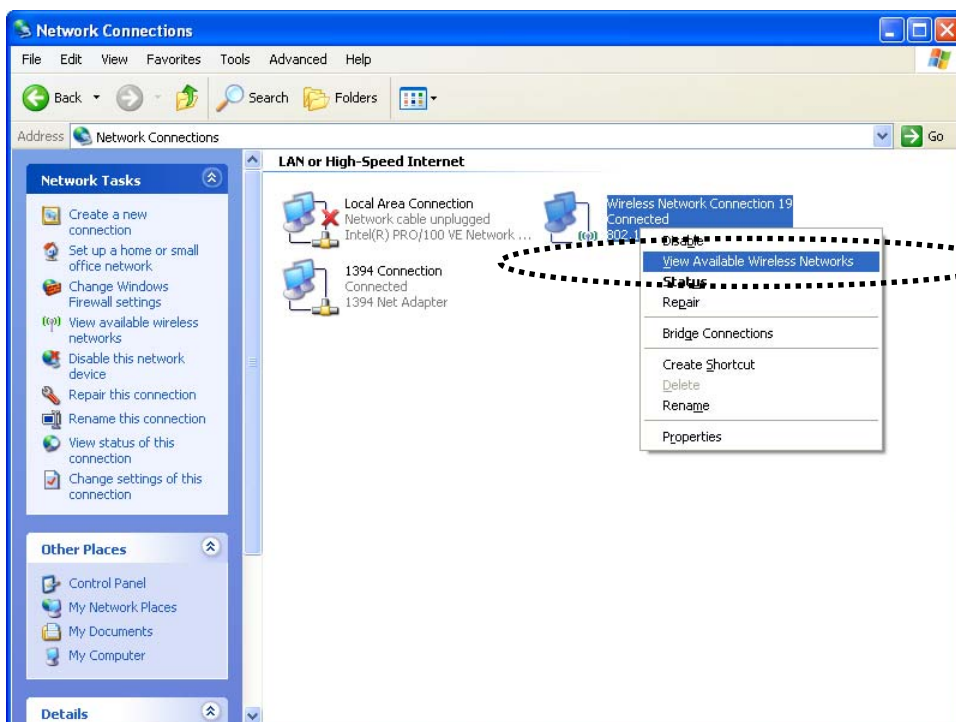 Network Connections
File Edit View Favorites Tools Advanced Help
Back Search Folders
Address Network Connections Go
Network Tasks
Create a new
connection
Set up a home or small
office network
Change Windows
Firewall settings
View available wireless
networks
Disable this network
device
Repair this connection
Rename this connection
View status of this
connection
Change settings of this
connection
Other Places
Control Panel
My Network Places
My Documents
My Computer
Details
LAN or High-Speed Internet
Local Area Connection
Network cable unplugged
Intel(R) PRO/100 VE Network ...
Wireless Network Connection 19
Connected
802.1
1394 Connection
Connected
1394 Net Adapter
Disable
View Available Wireless Networks
Status
Repair
Bridge Connections
Create Shortcut
Delete
Rename
Properties